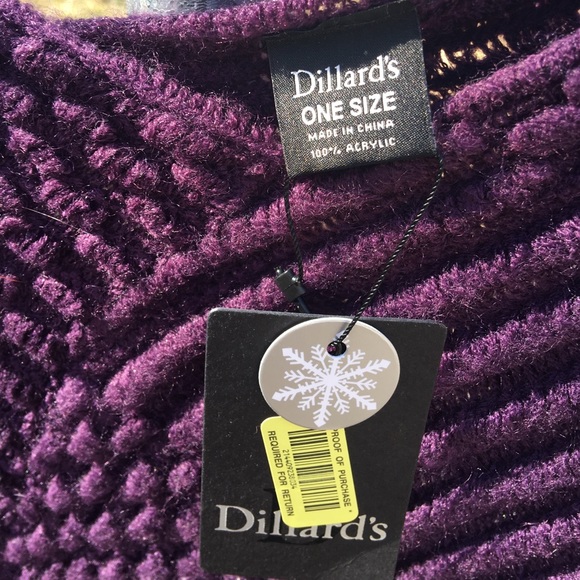 Dillard's
ONE SIZE
MADE IN CHINA
100% ACRYLIC
PROOF OF PURCHASE *
REQUIRED FOR RETURN
Dillard's